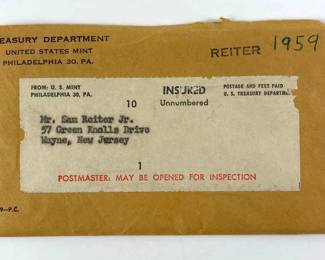 TREASURY DEPARTMENT
UNITED STATES MINT
PHILADELPHIA 30, PA.
REITER 1959
FROM: U. S. MINT
PHILADELPHIA 30, PA.
10
INSURED
Unnumbered
POSTAGE AND FEES PAID
U. S. TREASURY DEPARTMENT
Mr. Sam Reiter Jr.
57 Green Knolls Drive
Wayne, New Jersey
1
POSTMASTER: MAY BE OPENED FOR INSPECTION